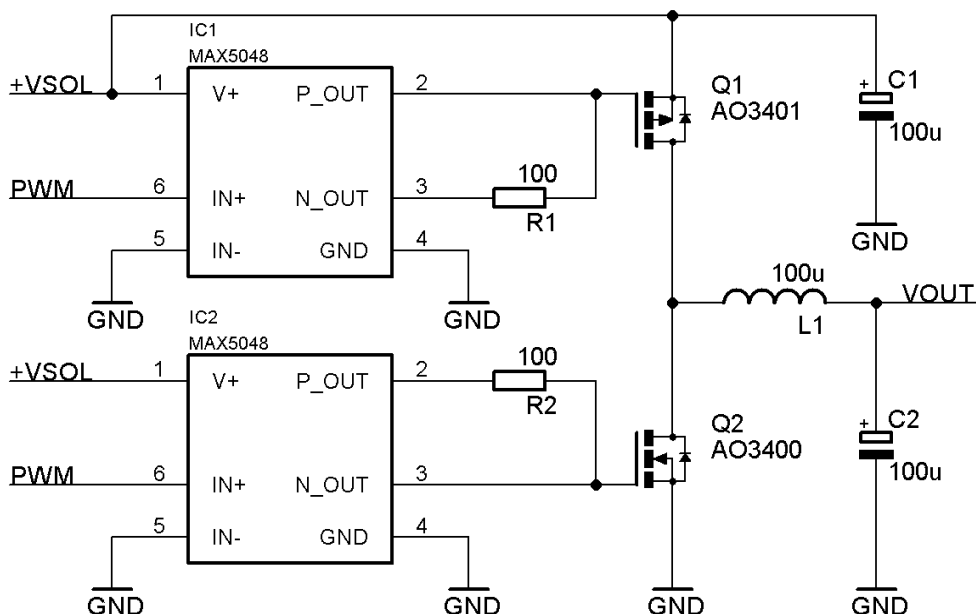 IC1
MAX5048
+VSOL 1 V+ P_OUT 2
PWM 6 IN+ N_OUT 3
5 IN- GND 4
GND
GND
100
R1
Q1
AO3401
+ C1
100u
GND
100u
L1
VOUT
IC2
MAX5048
+VSOL 1 V+ P_OUT 2
PWM 6 IN+ N_OUT 3
5 IN- GND 4
GND
GND
100
R2
Q2
AO3400
GND
+ C2
100u
GND